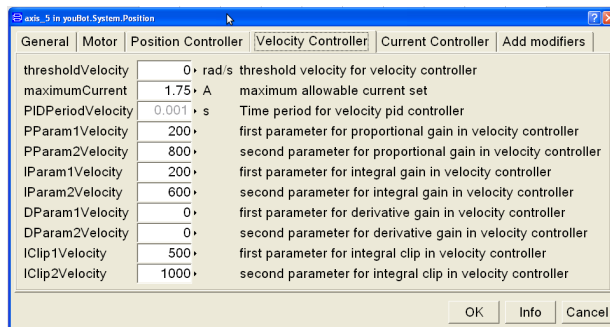 axis_5 in youBot.System.Position
General Motor Position Controller Velocity Controller Current Controller Add modifiers
thresholdVelocity 0 rad/s threshold velocity for velocity controller
maximumCurrent 1.75 A maximum allowable current set
PIDPeriodVelocity 0.001 s Time period for velocity pid controller
PParam1Velocity 200 first parameter for proportional gain in velocity controller
PParam2Velocity 800 second parameter for proportional gain in velocity controller
IParam1Velocity 200 first parameter for integral gain in velocity controller
IParam2Velocity 600 second parameter for integral gain in velocity controller
DParam1Velocity 0 first parameter for derivative gain in velocity controller
DParam2Velocity 0 second parameter for derivative gain in velocity controller
IClip1Velocity 500 first parameter for integral clip in velocity controller
IClip2Velocity 1000 second parameter for integral clip in velocity controller
OK Info Cancel